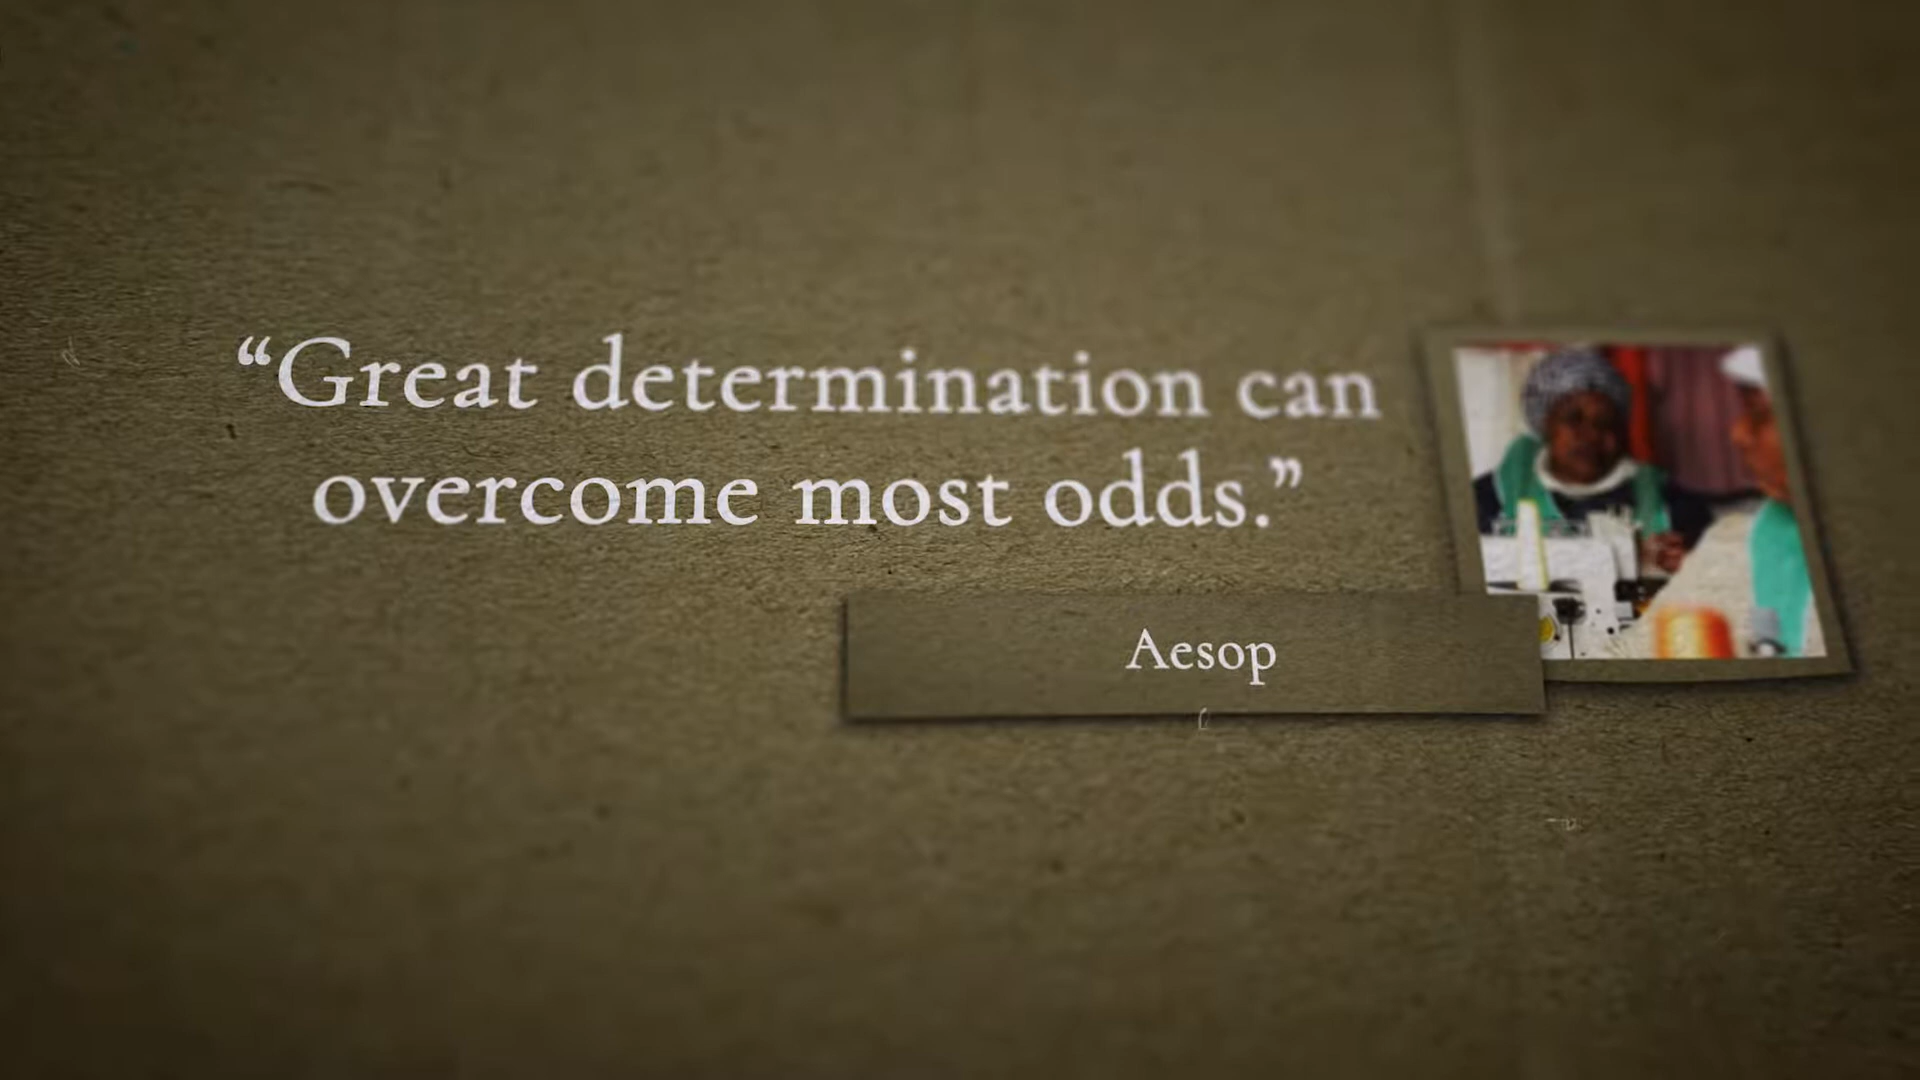 “Great determination can
overcome most odds.”
Aesop